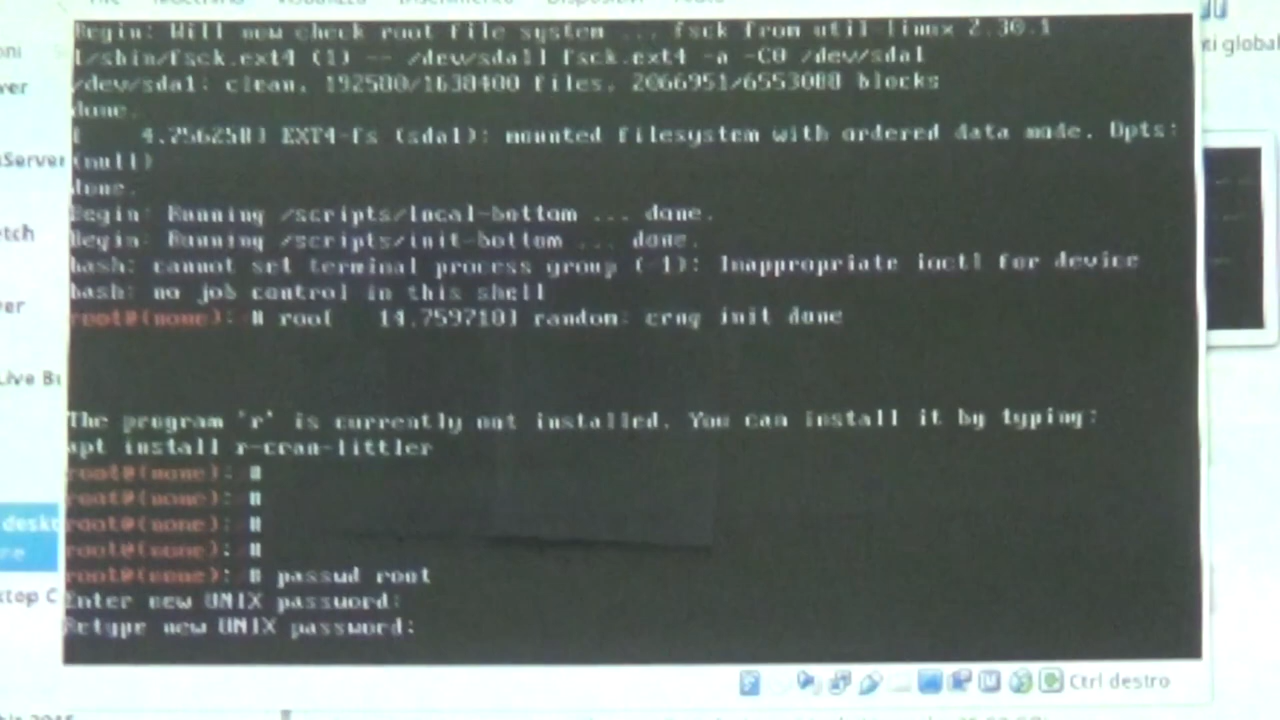 Begin: Will now check root file system ... fsck from util-linux 2.30.1
[/sbin/fsck.ext4 (1) -- /dev/sda1] fsck.ext4 -a -C0 /dev/sda1
/dev/sda1: clean, 192500/1638400 files, 2066951/6553088 blocks
done.
[    4.756258] EXT4-fs (sda1): mounted filesystem with ordered data mode. Opts:
(null)
done.
Begin: Running /scripts/local-bottom ... done.
Begin: Running /scripts/init-bottom ... done.
bash: cannot set terminal process group (-1): Inappropriate ioctl for device
bash: no job control in this shell
root@(none): # roo[   14.759710] random: crng init done
The program 'r' is currently not installed. You can install it by typing:
apt install r-cran-littler
root@(none): #
root@(none): #
root@(none): #
root@(none): #
root@(none): # passwd root
Enter new UNIX password:
Retype new UNIX password:
Ctrl destro